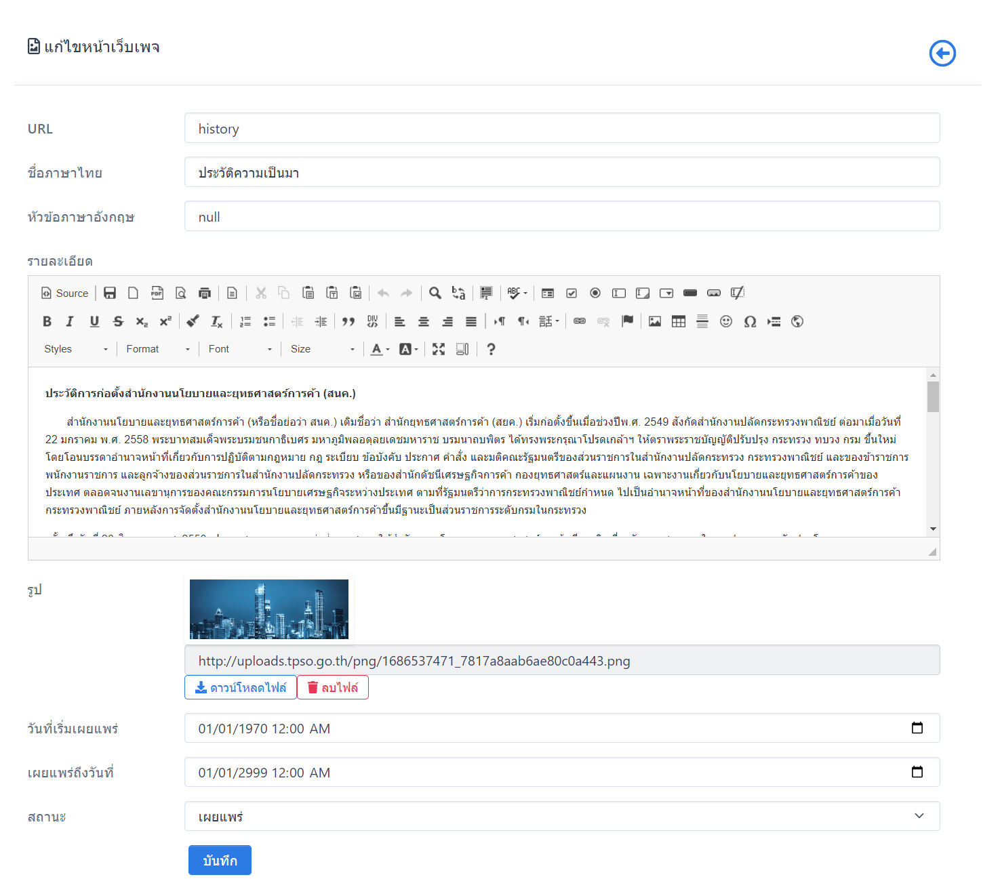 แก้ไขหน้าเว็บเพจ
URL
history
ชื่อภาษาไทย
ประวัติความเป็นมา
หัวข้อภาษาอังกฤษ
null
รายละเอียด
Source
Styles Format Font Size
ประวัติการก่อตั้งสำนักงานนโยบายและยุทธศาสตร์การค้า (สนค.)
สำนักงานนโยบายและยุทธศาสตร์การค้า (หรือชื่อย่อว่า สนค.) เดิมชื่อว่า สำนักยุทธศาสตร์การค้า (สยค.) เริ่มก่อตั้งขึ้นเมื่อช่วงปีพ.ศ. 2549 สังกัดสำนักงานปลัดกระทรวงพาณิชย์ ต่อมาเมื่อวันที่
22 มกราคม พ.ศ. 2558 พระบาทสมเด็จพระบรมชนกาธิเบศร มหาภูมิพลอดุลยเดชมหาราช บรมนาถบพิตร ได้ทรงพระกรุณาโปรดเกล้าฯ ให้ตราพระราชบัญญัติปรับปรุง กระทรวง ทบวง กรม ขึ้นใหม่
โดยโอนบรรดาอำนาจหน้าที่เกี่ยวกับการปฏิบัติตามกฎหมาย กฎ ระเบียบ ข้อบังคับ ประกาศ คำสั่ง และมติคณะรัฐมนตรีของส่วนราชการในสำนักงานปลัดกระทรวง กระทรวงพาณิชย์ และของข้าราชการ
พนักงานราชการ และลูกจ้างของส่วนราชการในสำนักงานปลัดกระทรวง หรือของสำนักดัชนีเศรษฐกิจการค้า กองยุทธศาสตร์และแผนงาน เฉพาะงานเกี่ยวกับนโยบายและยุทธศาสตร์การค้าของ
ประเทศ ตลอดจนงานเลขานุการของคณะกรรมการนโยบายเศรษฐกิจระหว่างประเทศ ตามที่รัฐมนตรีว่าการกระทรวงพาณิชย์กำหนด ไปเป็นอำนาจหน้าที่ของสำนักงานนโยบายและยุทธศาสตร์การค้า
กระทรวงพาณิชย์ ภายหลังการจัดตั้งสำนักงานนโยบายและยุทธศาสตร์การค้าขึ้นมีฐานะเป็นส่วนราชการระดับกรมในกระทรวง
รูป
http://uploads.tpso.go.th/png/1686537471_7817a8aab6ae80c0a443.png
ดาวน์โหลดไฟล์ ลบไฟล์
วันที่เริ่มเผยแพร่
01/01/1970 12:00 AM
เผยแพร่ถึงวันที่
01/01/2999 12:00 AM
สถานะ
เผยแพร่
บันทึก